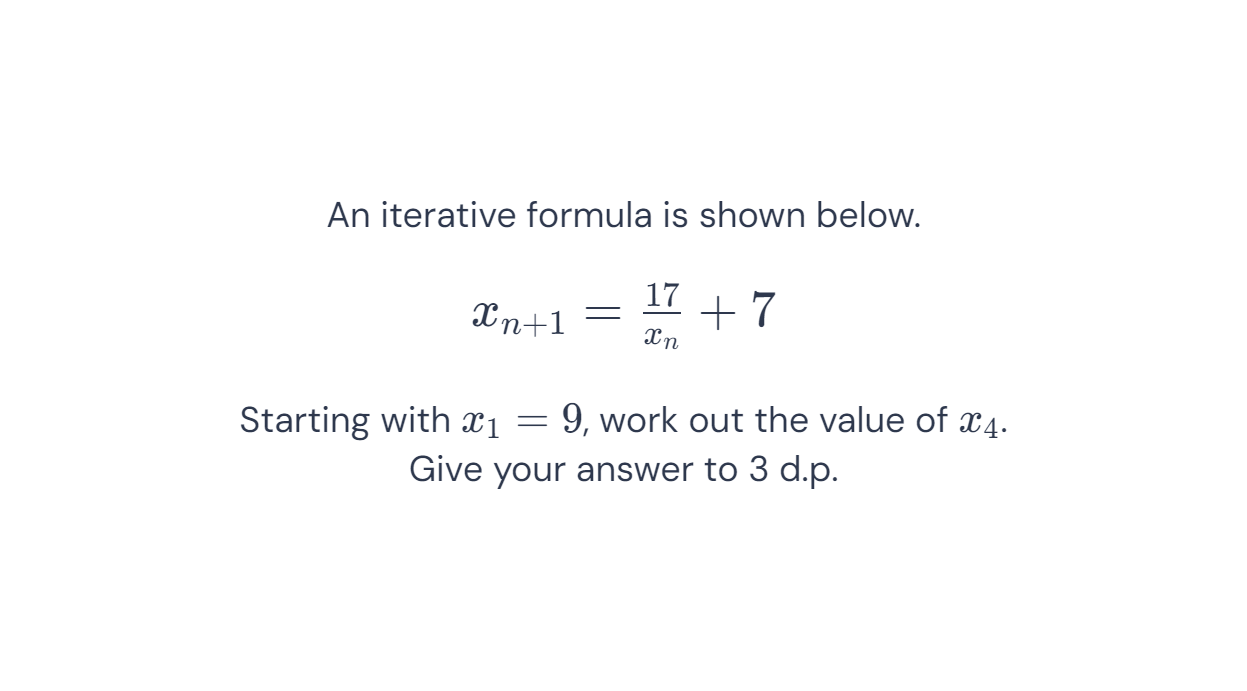 An iterative formula is shown below.
$x_{n+1} = \frac{17}{x_n} + 7$
Starting with $x_1 = 9$, work out the value of $x_4$.
Give your answer to 3 d.p.